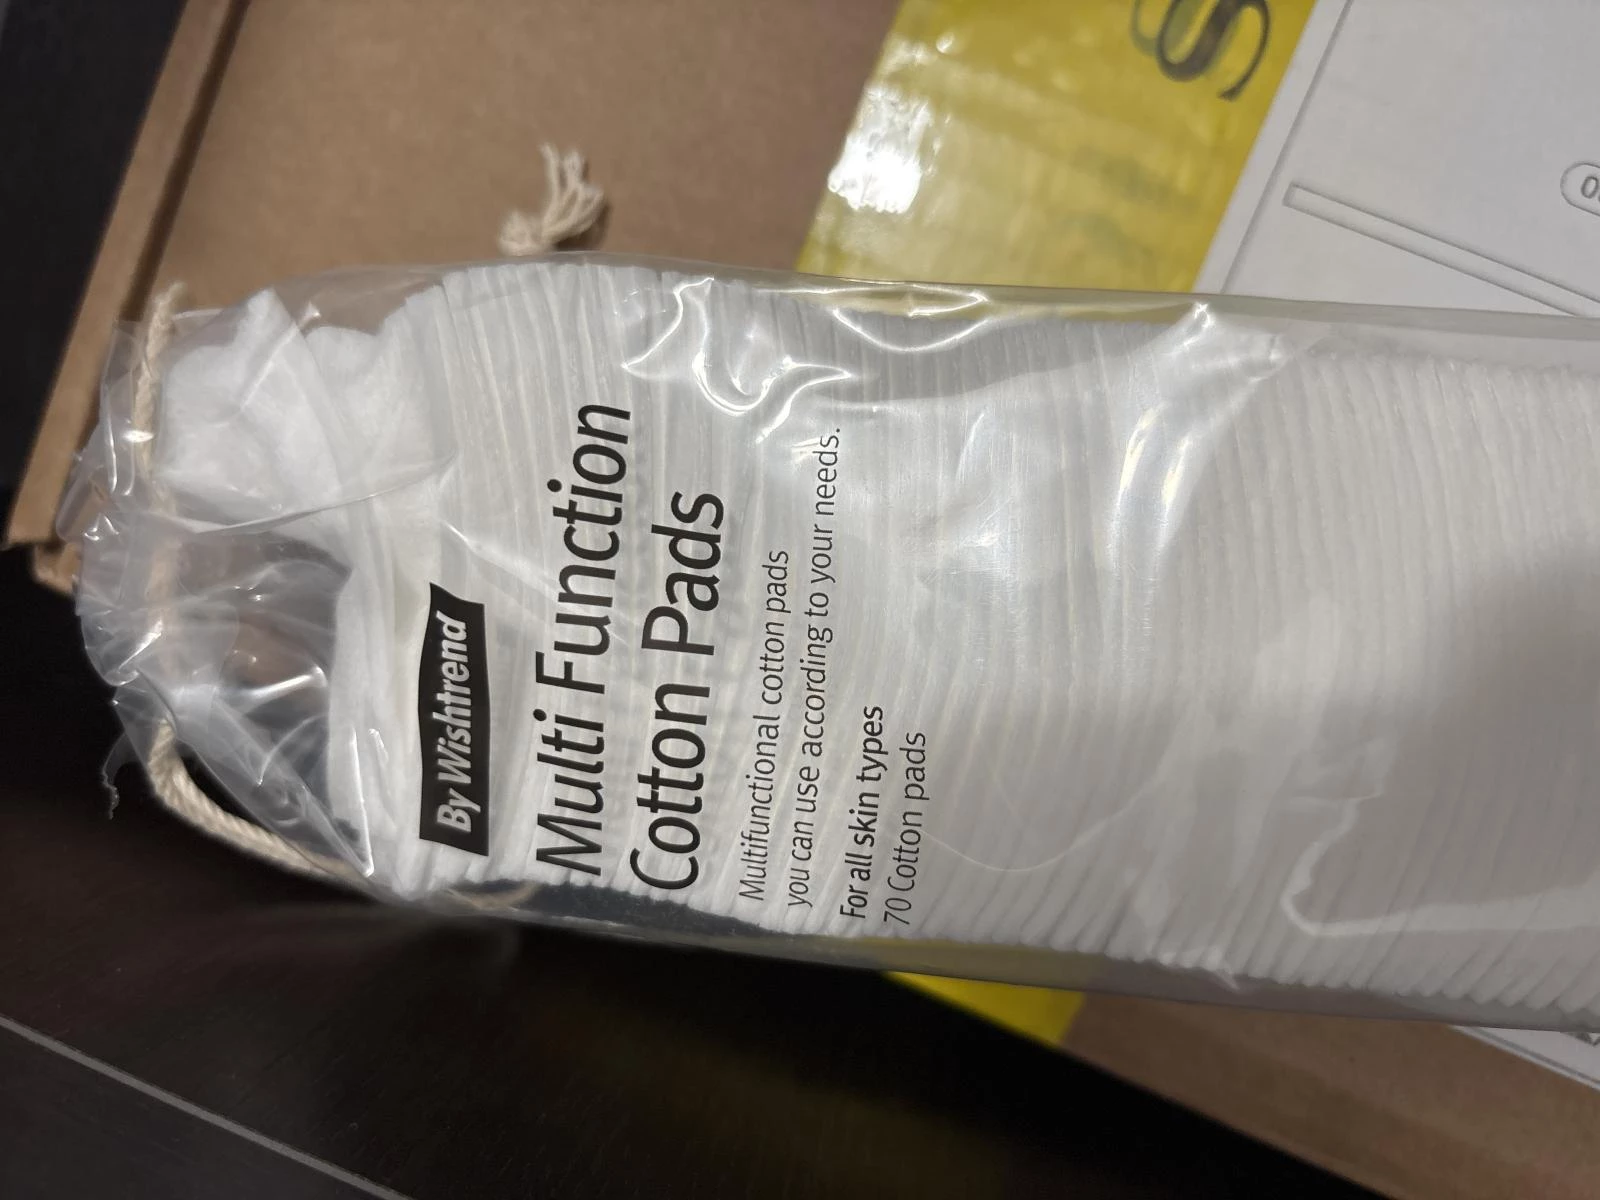 By Wishtrend
Multi Function
Cotton Pads
Multifunctional cotton pads
you can use according to your needs.
For all skin types
70 Cotton pads
S